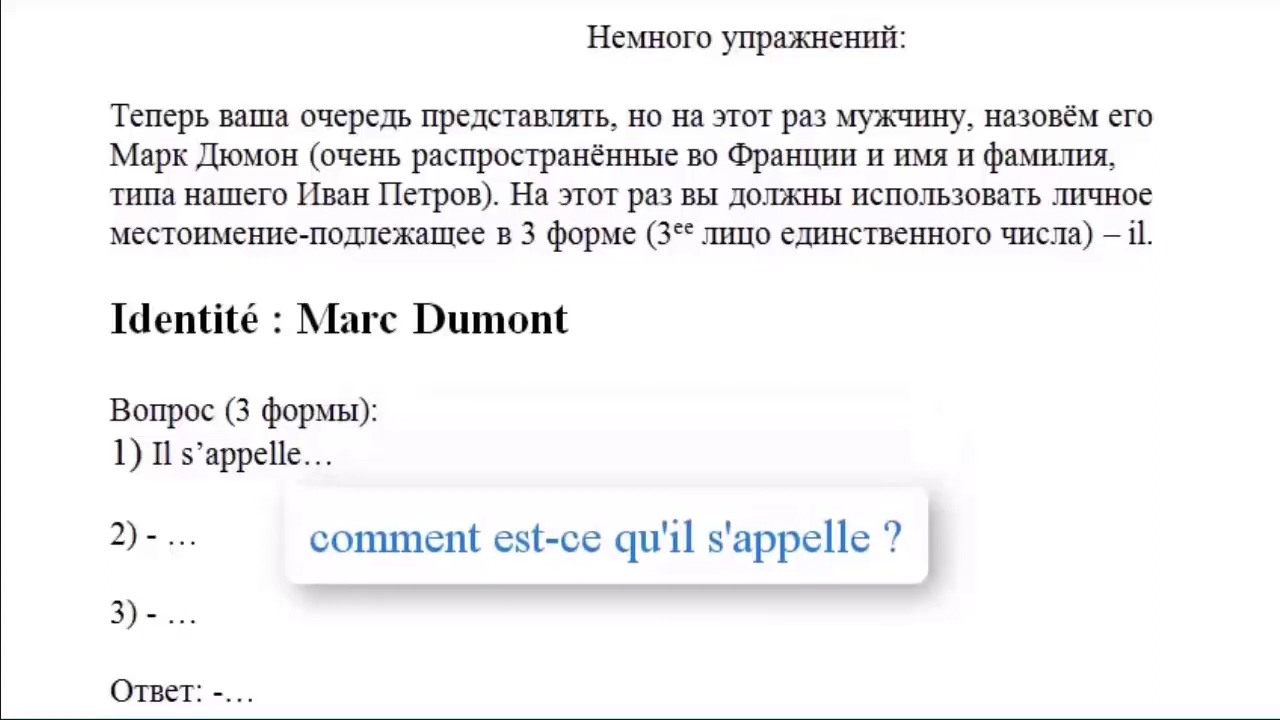 Немного упражнений:
Теперь ваша очередь представлять, но на этот раз мужчину, назовём его
Марк Дюмон (очень распространённые во Франции и имя и фамилия,
типа нашего Иван Петров). На этот раз вы должны использовать личное
местоимение-подлежащее в 3 форме (3ее лицо единственного числа) – il.
Identité : Marc Dumont
Вопрос (3 формы):
1) Il s’appelle…
2) - …
comment est-ce qu'il s'appelle ?
3) - …
Ответ: -…